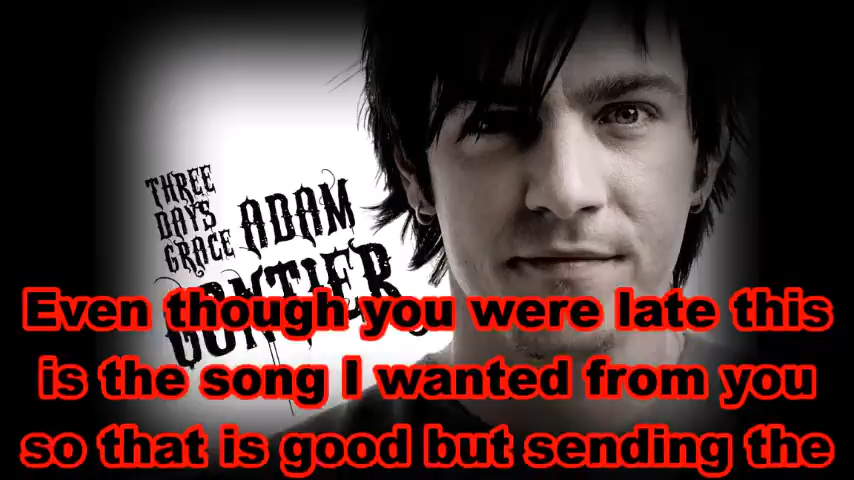 THREE
DAYS
GRACE
ADAM
GONTIER
Even though you were late this
is the song I wanted from you
so that is good but sending the